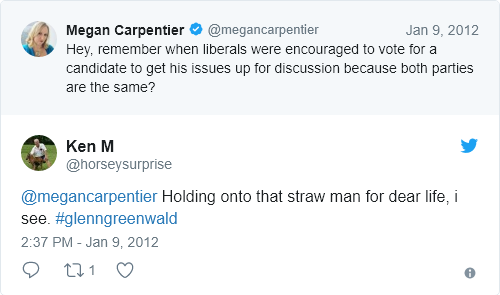 Megan Carpentier @megancarpentier Jan 9, 2012
Hey, remember when liberals were encouraged to vote for a
candidate to get his issues up for discussion because both parties
are the same?
Ken M
@horseysurprise
@megancarpentier Holding onto that straw man for dear life, i
see. #glenngreenwald
2:37 PM - Jan 9, 2012
1